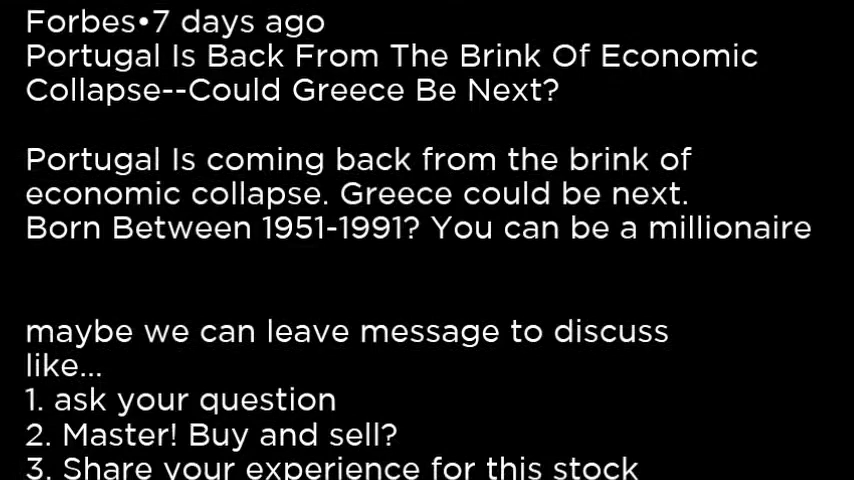 Forbes•7 days ago
Portugal Is Back From The Brink Of Economic
Collapse--Could Greece Be Next?
Portugal Is coming back from the brink of
economic collapse. Greece could be next.
Born Between 1951-1991? You can be a millionaire
maybe we can leave message to discuss
like...
1. ask your question
2. Master! Buy and sell?
3. Share your experience for this stock